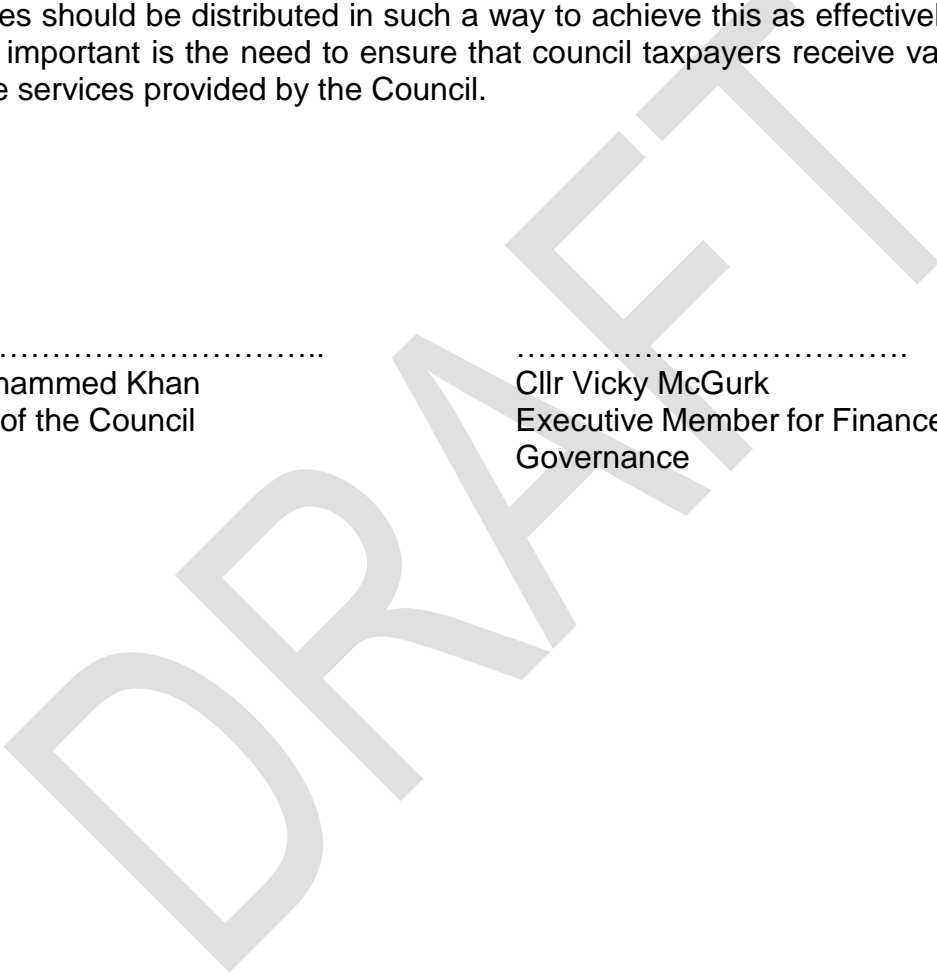 es should be distributed in such a way to achieve this as effectivel
important is the need to ensure that council taxpayers receive va
e services provided by the Council.
…………………………….. ……………………………….
hammed Khan Cllr Vicky McGurk
of the Council Executive Member for Finance
Governance
DRAFT